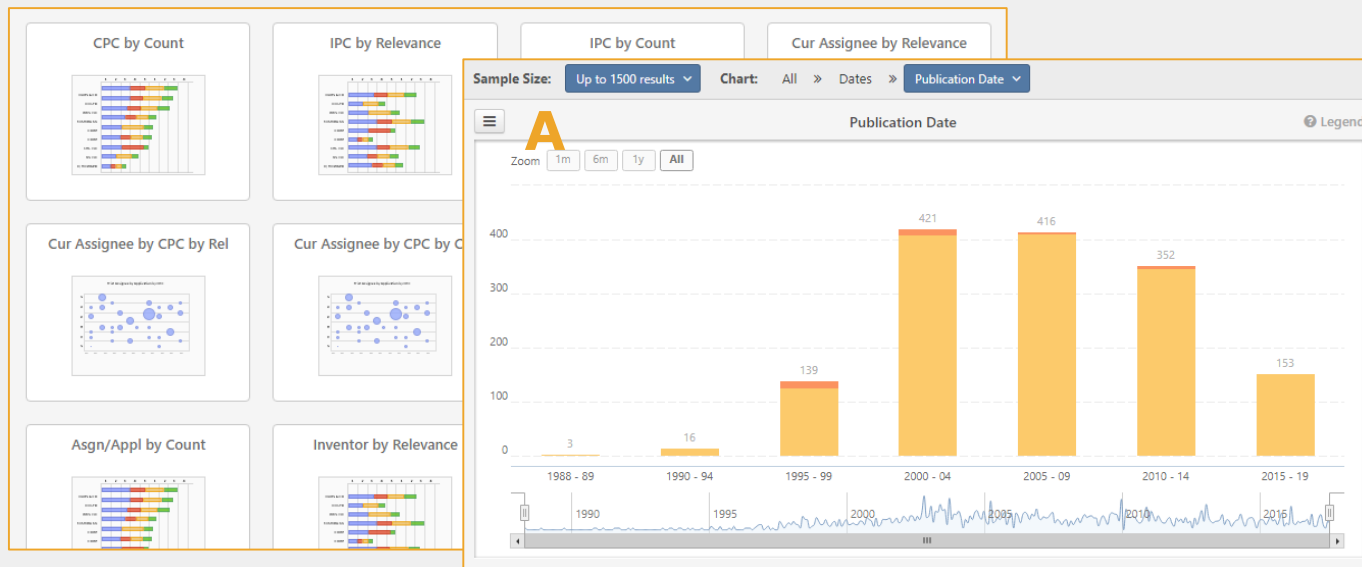 CPC by Count
IPC by Relevance
IPC by Count
Cur Assignee by Relevance
Sample Size:
Up to 1500 results
Chart:
All » Dates »
Publication Date
A
Publication Date
Legend
Zoom
1m
6m
1y
All
Cur Assignee by CPC by Rel
Cur Assignee by CPC by C
Asgn/Appl by Count
Inventor by Relevance
400
300
200
100
0
3
16
139
421
416
352
153
1988 - 89
1990 - 94
1995 - 99
2000 - 04
2005 - 09
2010 - 14
2015 - 19
1990
1995
2000
2005
2010
2015